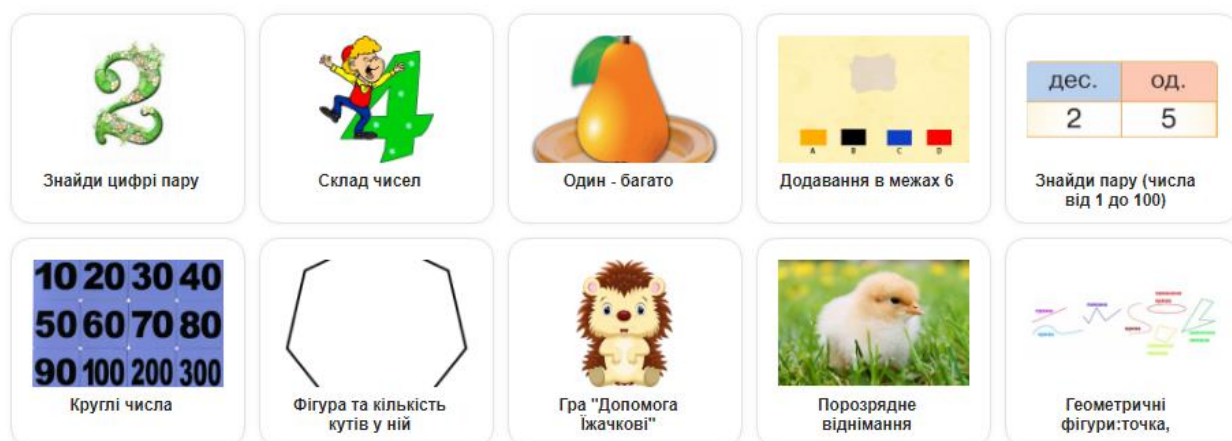 2
4
дес. од.
2 5
A B C D
Знайди цифрі пару
Склад чисел
Один - багато
Додавання в межах 6
Знайди пару (числа
від 1 до 100)
10 20 30 40
50 60 70 80
90 100 200 300
Круглі числа
Фігура та кількість
кутів у ній
Гра "Допомога
Їжачкові"
Порозрядне
віднімання
Геометричні
фігури:точка,